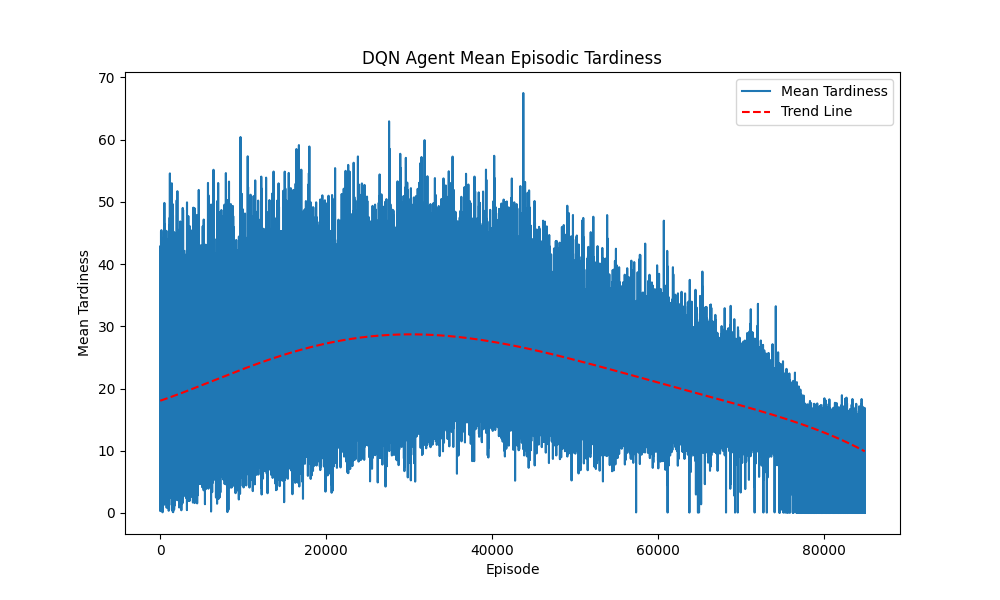 DQN Agent Mean Episodic Tardiness
70
60
50
40
30
20
10
0
Mean Tardiness
Mean Tardiness
Trend Line
0 20000 40000 60000 80000
Episode